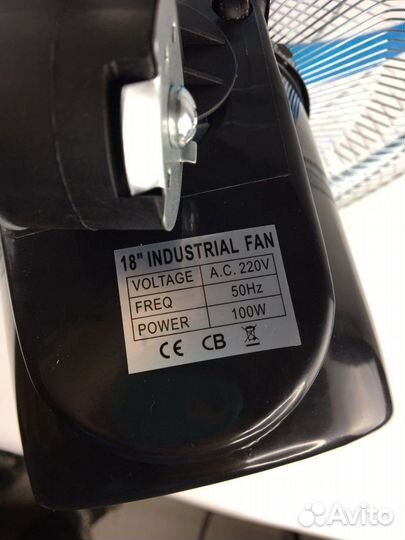 18" INDUSTRIAL FAN
VOLTAGE A.C. 220V
FREQ 50Hz
POWER 100W
CE CB
Avito